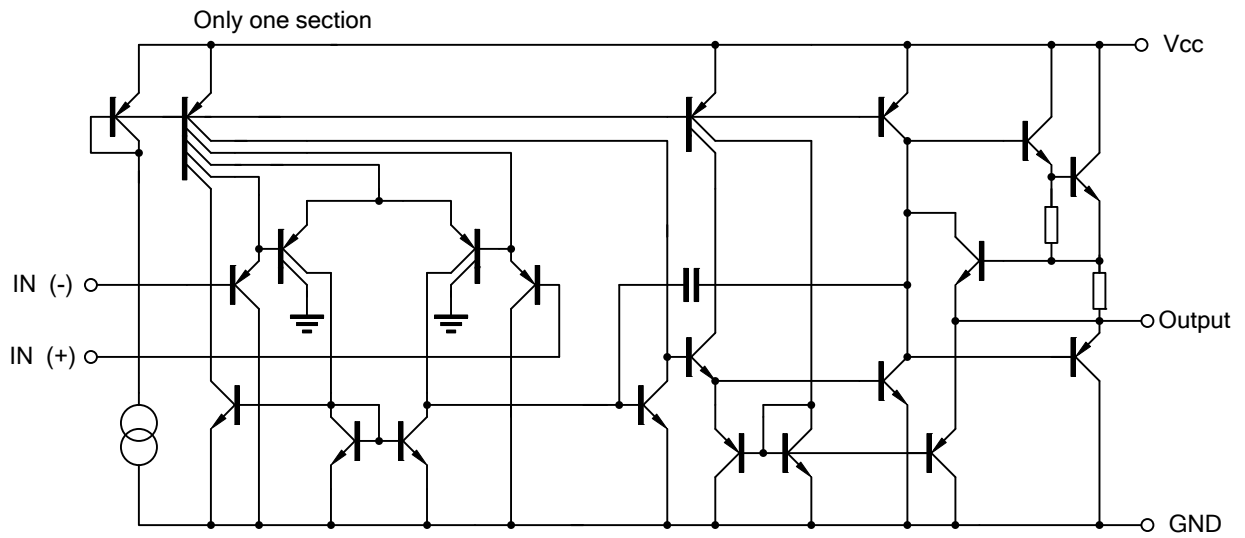 Only one section
Vcc
IN (-)
Output
IN (+)
GND